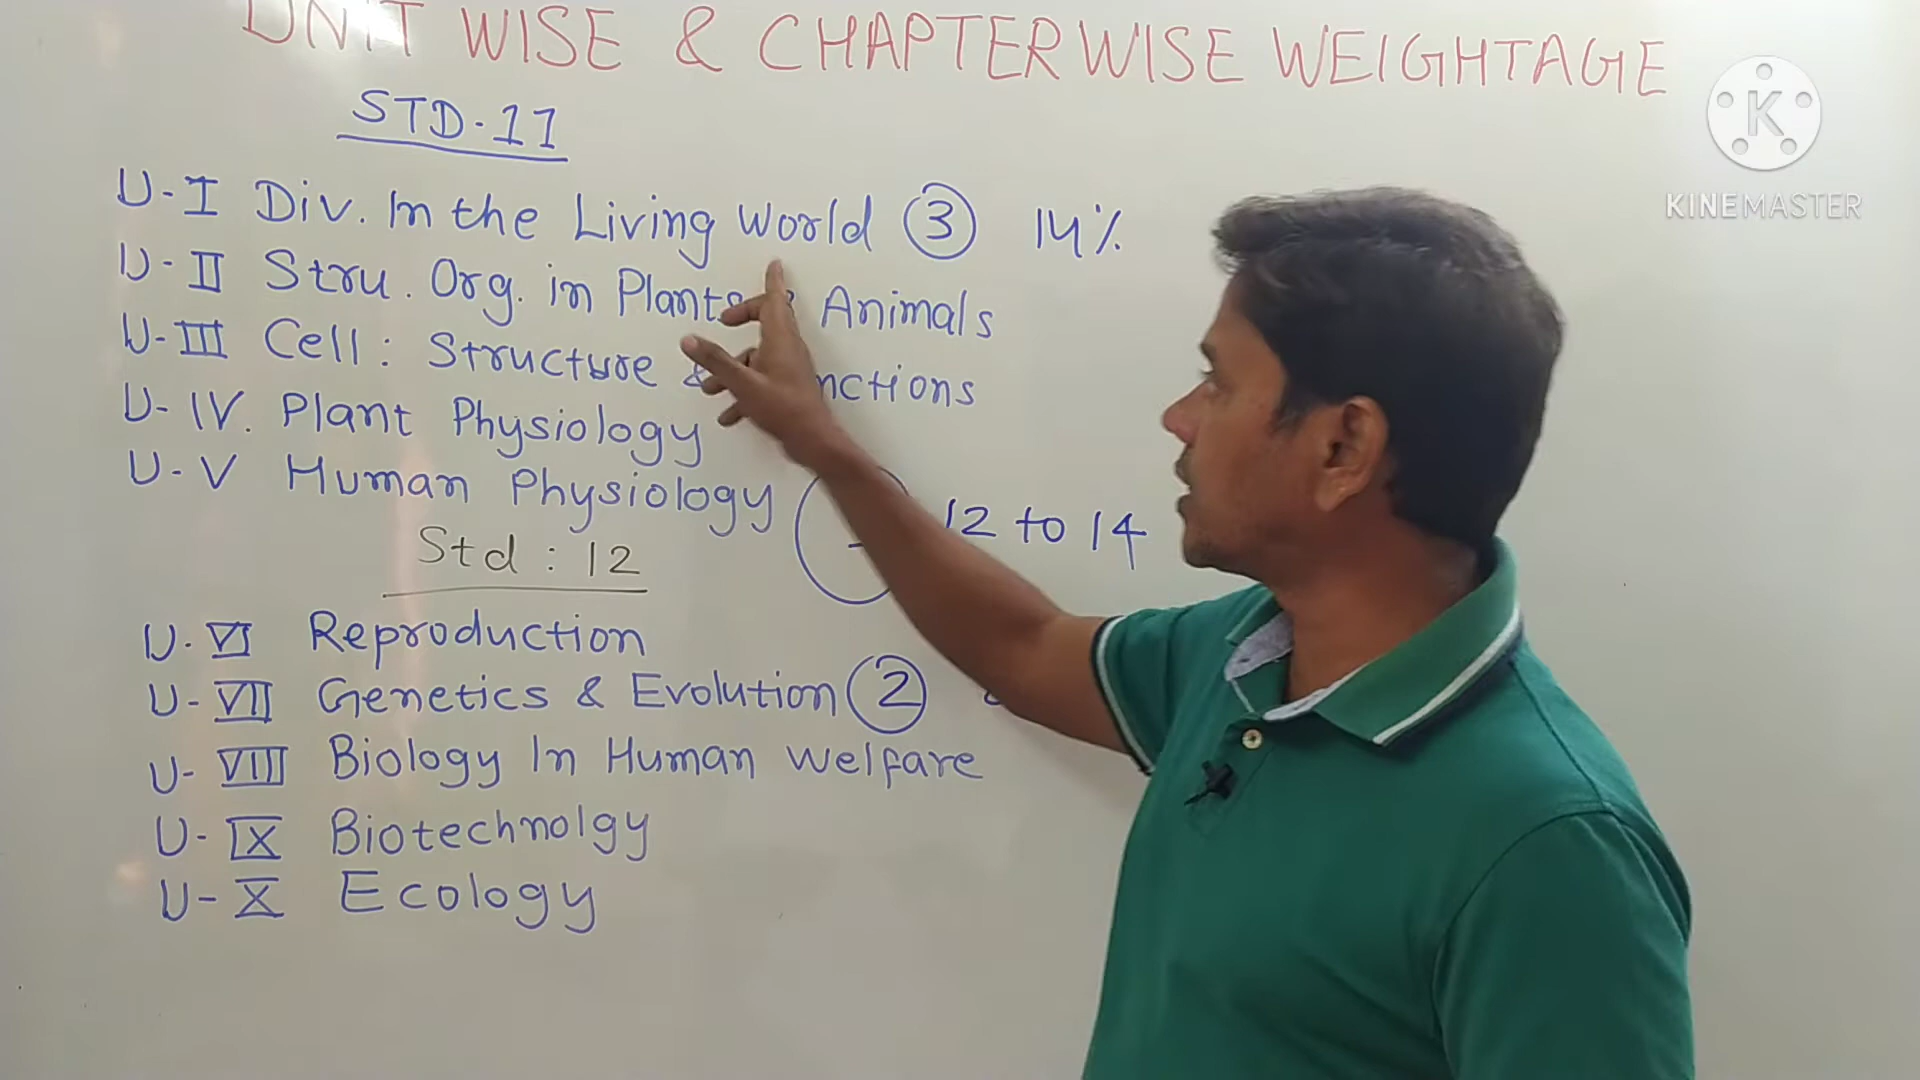 UNIT WISE & CHAPTERWISE WEIGHTAGE
STD-11
U-I Div. In the Living World 3 14%
U-II Stru. Org. in Plants & Animals
U-III Cell: Structure & nctions
U-IV. Plant Physiology
U-V Human Physiology 12 to 14
Std : 12
U-VI Reproduction
U-VII Genetics & Evolution 2
U-VIII Biology In Human Welfare
U-IX Biotechnolgy
U-X Ecology
K
KINEMASTER